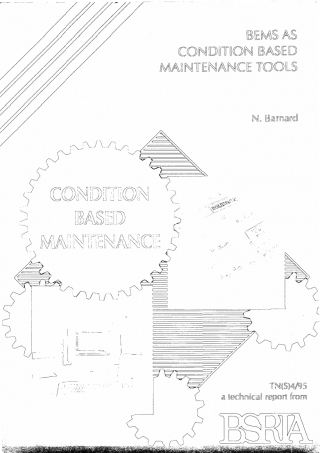 BEMS AS
CONDITION BASED
MAINTENANCE TOOLS
N. Barnard
CONDITION
BASED
MAINTENANCE
TN(S)4/95
a technical report from
BSRIA